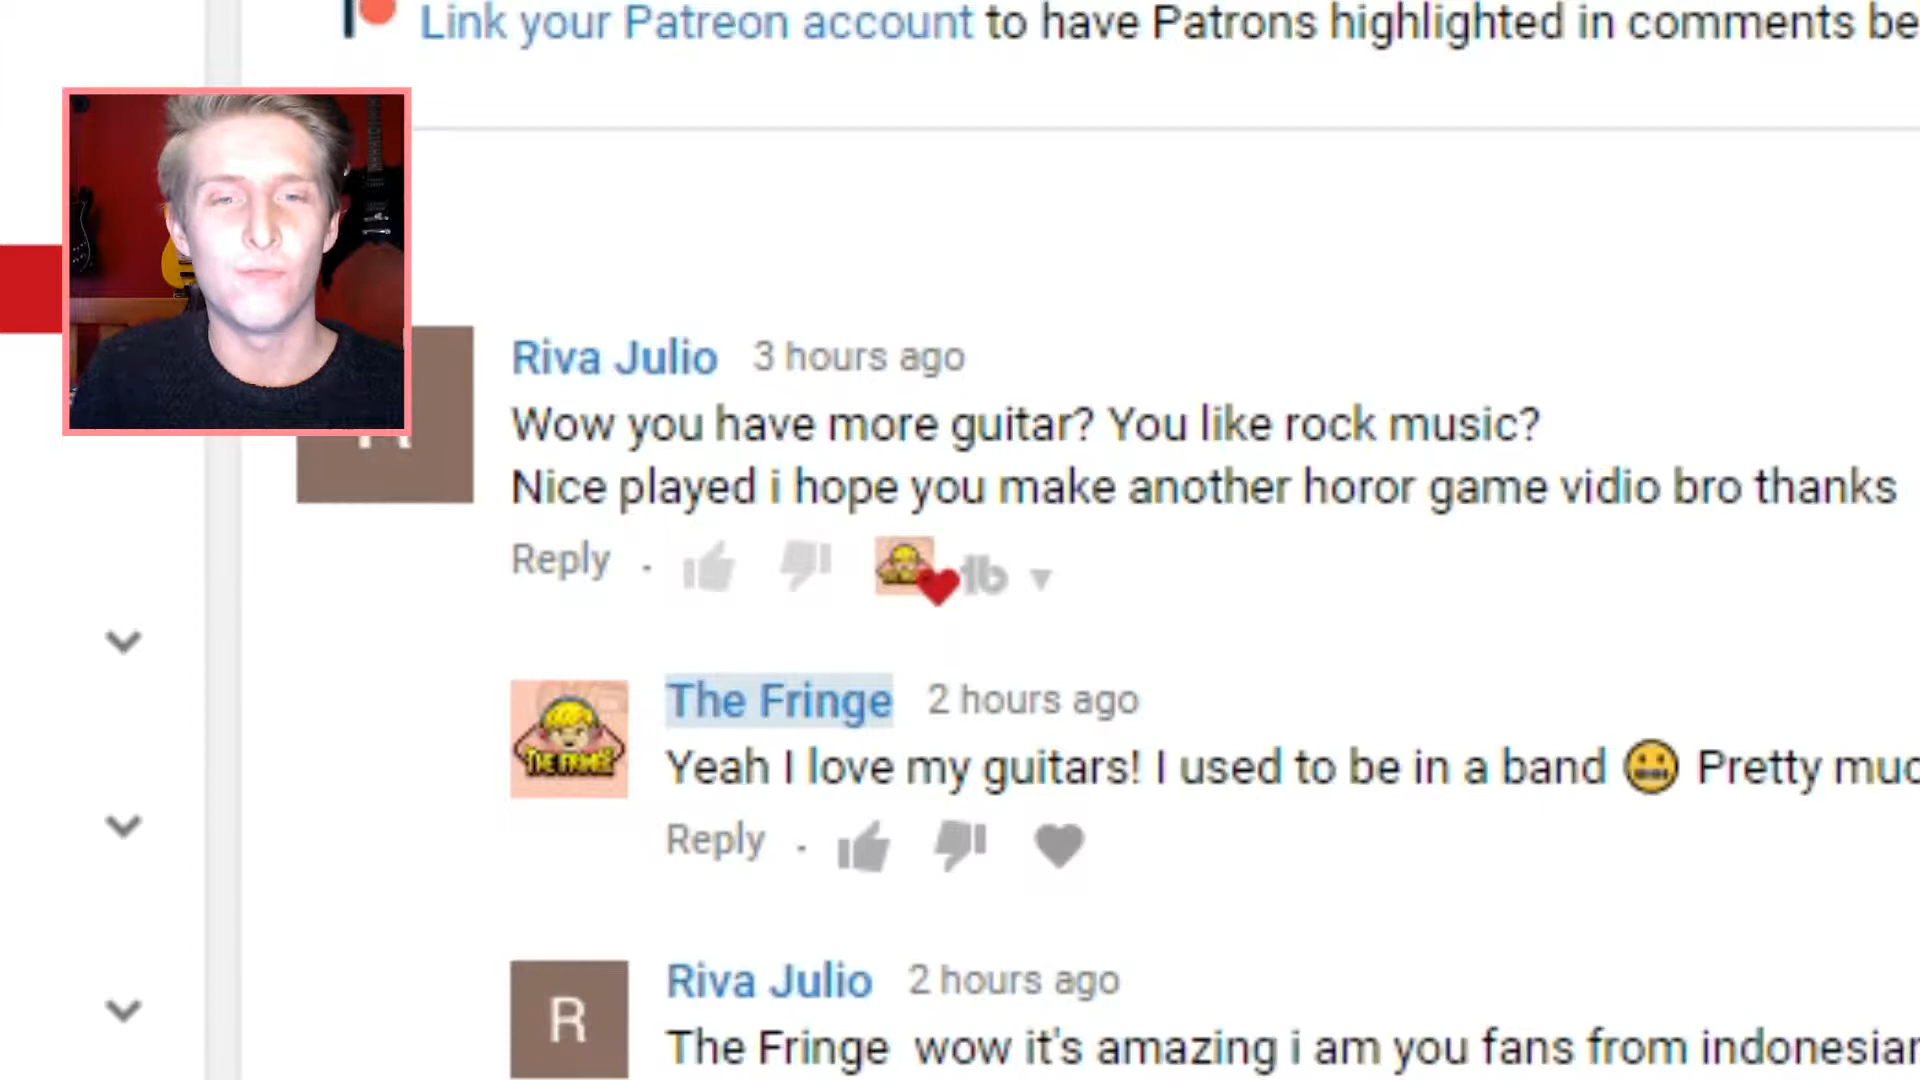 Link your Patreon account to have Patrons highlighted in comments be
Riva Julio 3 hours ago
Wow you have more guitar? You like rock music?
Nice played i hope you make another horor game vidio bro thanks
Reply
The Fringe 2 hours ago
THE FRINGE
Yeah I love my guitars! I used to be in a band 😬 Pretty muc
Reply
R
Riva Julio 2 hours ago
The Fringe wow it's amazing i am you fans from indonesian